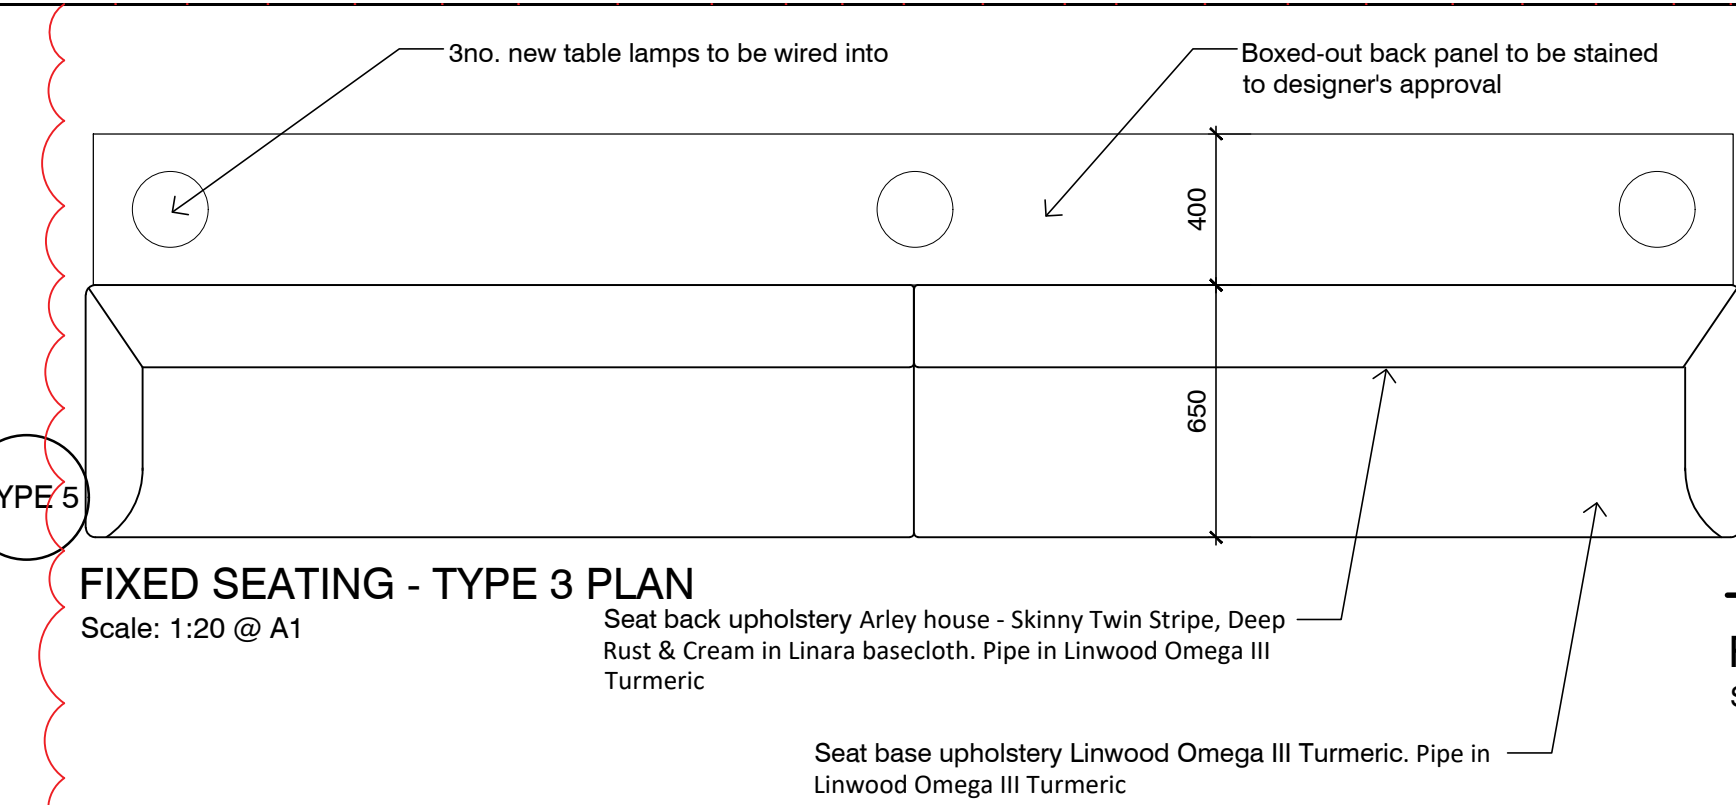 3no. new table lamps to be wired into
Boxed-out back panel to be stained
to designer's approval
400
650
YPE 5
FIXED SEATING - TYPE 3 PLAN
Scale: 1:20 @ A1
Seat back upholstery Arley house - Skinny Twin Stripe, Deep
Rust & Cream in Linara basecloth. Pipe in Linwood Omega III
Turmeric
Seat base upholstery Linwood Omega III Turmeric. Pipe in
Linwood Omega III Turmeric